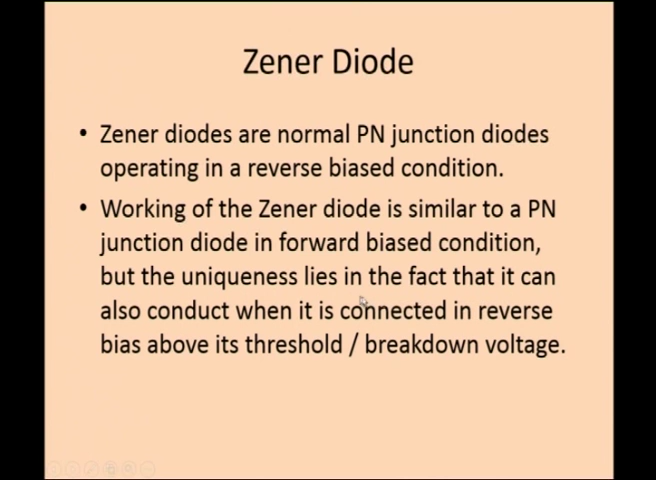 Zener Diode
• Zener diodes are normal PN junction diodes
operating in a reverse biased condition.
• Working of the Zener diode is similar to a PN
junction diode in forward biased condition,
but the uniqueness lies in the fact that it can
also conduct when it is connected in reverse
bias above its threshold / breakdown voltage.